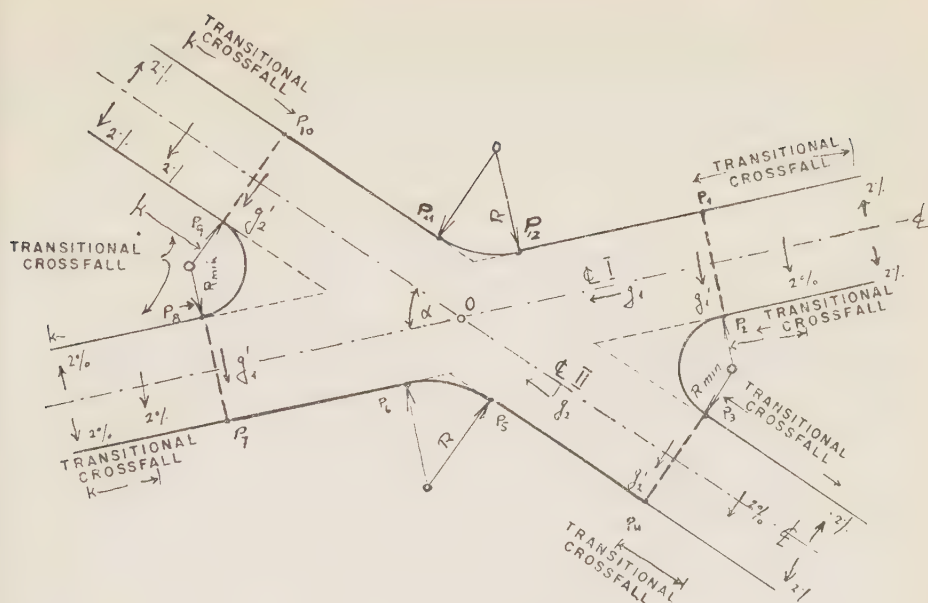 TRANSITIONAL
CROSSFALL
2%
2%
2%
P10
g2'
P9
TRANSITIONAL
CROSSFALL
R min
P8
O
P11
R
P12
TRANSITIONAL
CROSSFALL
P1
2%
2%
2%
℄
℄ I
g1
g1'
α
O
TRANSITIONAL
CROSSFALL
P2
R min
P3
℄ II
g2
TRANSITIONAL
CROSSFALL
2%
2%
2%
g1'
P7
P6
R
P5
TRANSITIONAL
CROSSFALL
g2'
P4
2%
℄
2%
2%
TRANSITIONAL
CROSSFALL